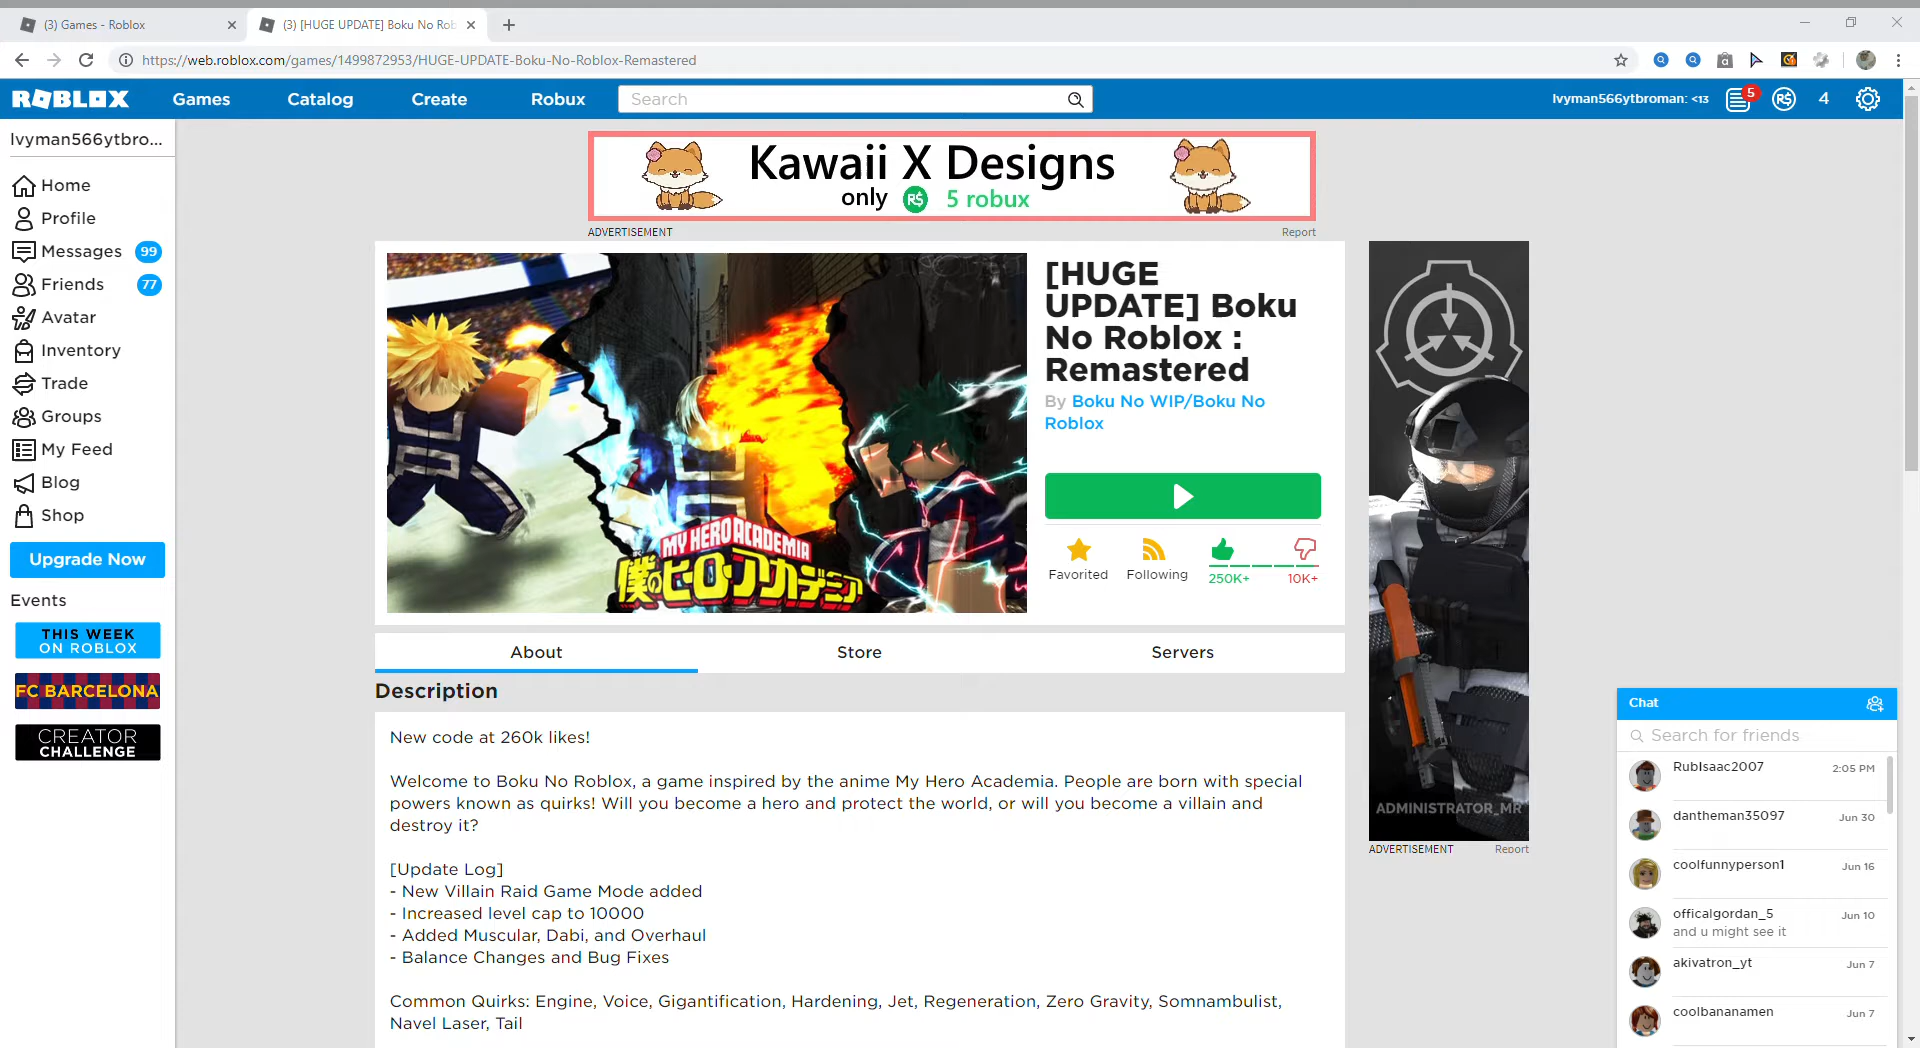 (3) Games - Roblox
(3) [HUGE UPDATE] Boku No Rob
https://web.roblox.com/games/1499872953/HUGE-UPDATE-Boku-No-Roblox-Remastered
ROBLOX
Games
Catalog
Create
Robux
Search
lvyman566ytbroman: <13
5
R$
4
lvyman566ytbro...
Home
Profile
Messages 99
Friends 77
Avatar
Inventory
Trade
Groups
My Feed
Blog
Shop
Upgrade Now
Events
THIS WEEK
ON ROBLOX
FC BARCELONA
CREATOR
CHALLENGE
Kawaii X Designs
only R$ 5 robux
ADVERTISEMENT
Report
MY HERO ACADEMIA
僕のヒーローアカデミア
[HUGE
UPDATE] Boku
No Roblox :
Remastered
By Boku No WIP/Boku No
Roblox
Favorited
Following
250K+
10K+
About
Store
Servers
Description
New code at 260k likes!
Welcome to Boku No Roblox, a game inspired by the anime My Hero Academia. People are born with special
powers known as quirks! Will you become a hero and protect the world, or will you become a villain and
destroy it?
[Update Log]
- New Villain Raid Game Mode added
- Increased level cap to 10000
- Added Muscular, Dabi, and Overhaul
- Balance Changes and Bug Fixes
Common Quirks: Engine, Voice, Gigantification, Hardening, Jet, Regeneration, Zero Gravity, Somnambulist,
Navel Laser, Tail
ADMINISTRATOR_MR
ADVERTISEMENT
Report
Chat
Search for friends
RubIsaac2007
2:05 PM
dantheman35097
Jun 30
coolfunnyperson1
Jun 16
officalgordan_5
Jun 10
and u might see it
akivatron_yt
Jun 7
coolbananamen
Jun 7